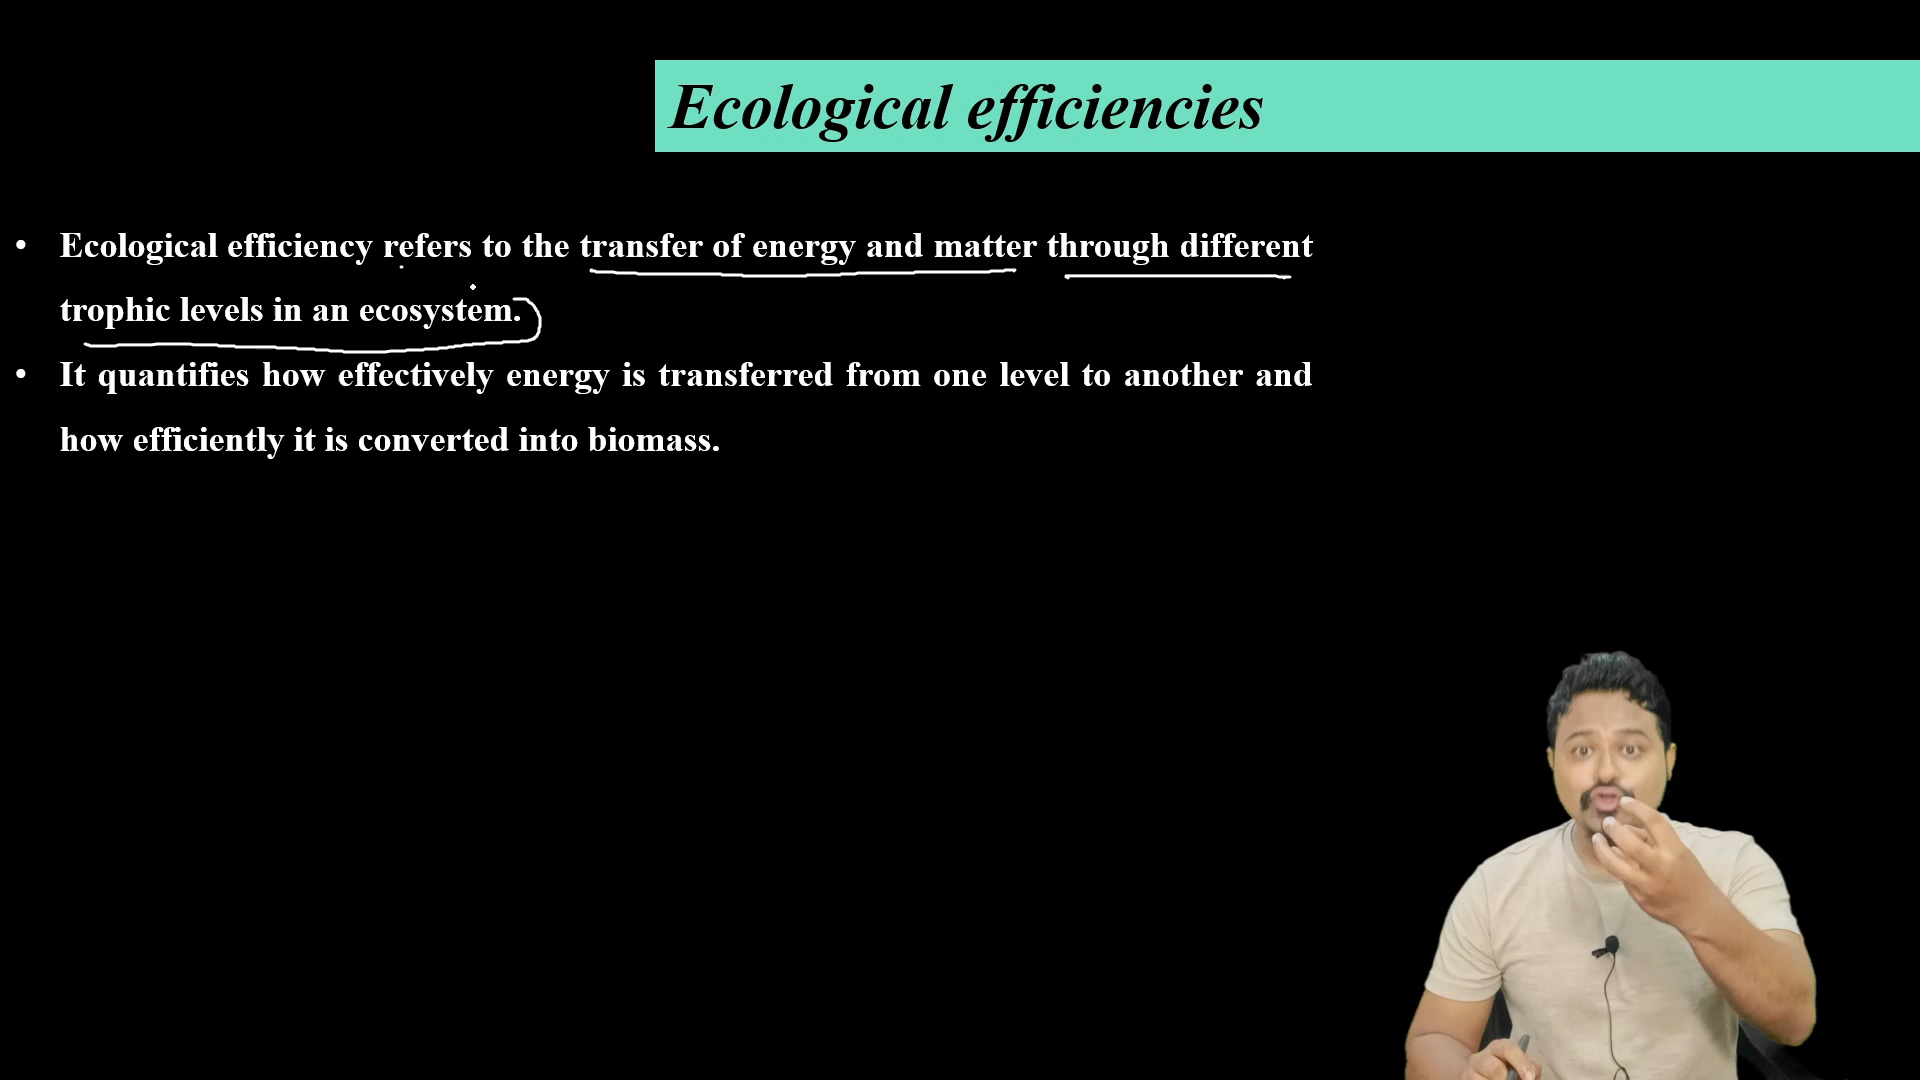 Ecological efficiencies
• Ecological efficiency refers to the transfer of energy and matter through different
trophic levels in an ecosystem.
• It quantifies how effectively energy is transferred from one level to another and
how efficiently it is converted into biomass.